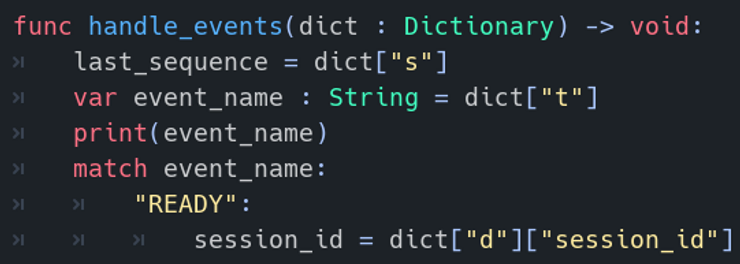 func handle_events(dict : Dictionary) -> void:
last_sequence = dict["s"]
var event_name : String = dict["t"]
print(event_name)
match event_name:
"READY":
session_id = dict["d"]["session_id"]